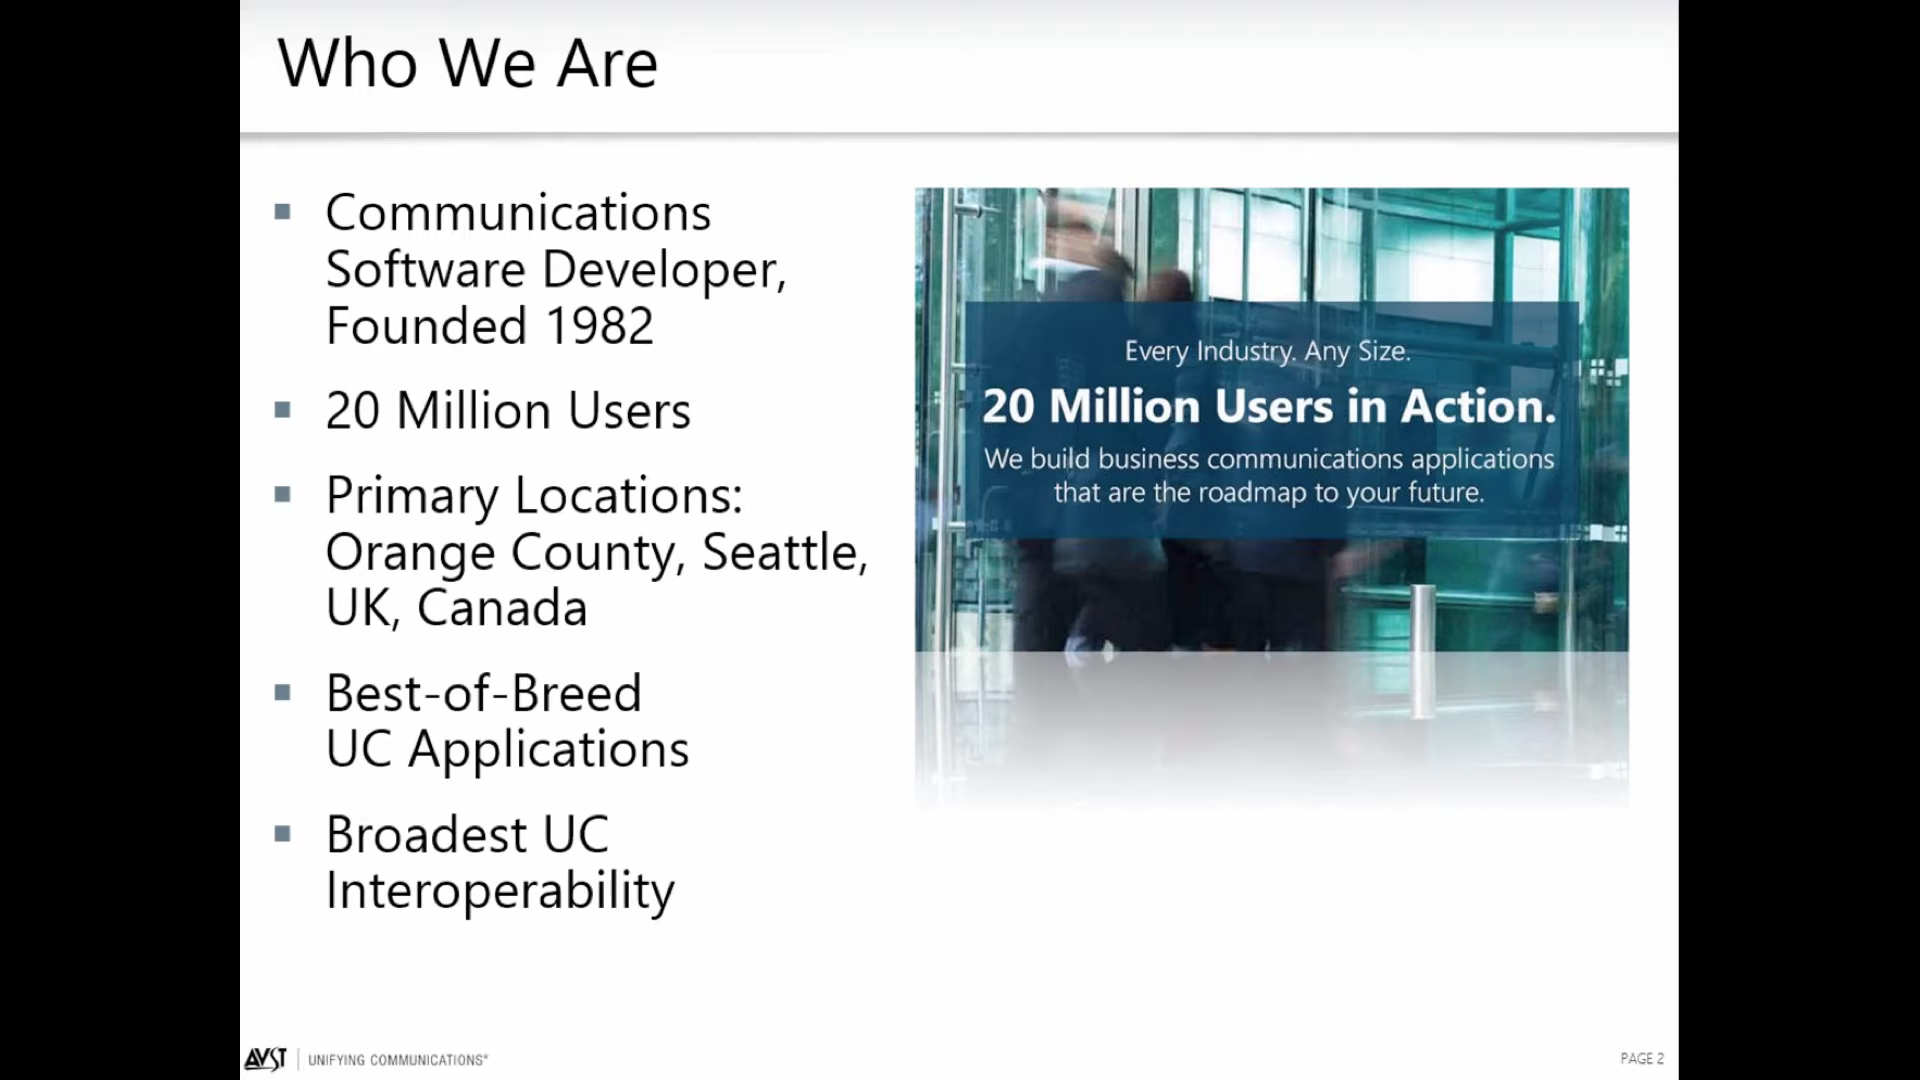 Who We Are
Communications
Software Developer,
Founded 1982
20 Million Users
Primary Locations:
Orange County, Seattle,
UK, Canada
Best-of-Breed
UC Applications
Broadest UC
Interoperability
Every Industry. Any Size.
20 Million Users in Action.
We build business communications applications
that are the roadmap to your future.
AVST | UNIFYING COMMUNICATIONS®
PAGE 2